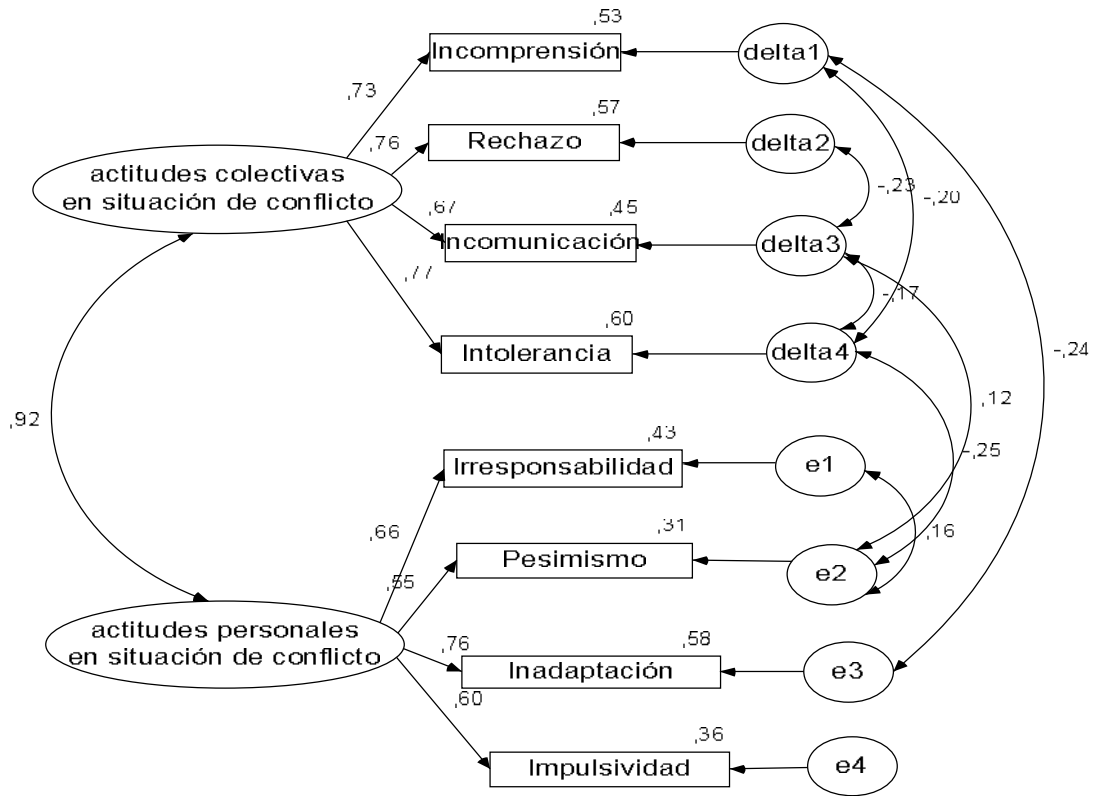 ,53
Incomprensión
delta1
,73
,57
Rechazo
delta2
,76
actitudes colectivas
en situación de conflicto
-,23
-,20
,67
,45
Incomunicación
delta3
,77
-,17
,60
Intolerancia
delta4
-,24
,92
,12
,43
Irresponsabilidad
e1
-,25
,66
,31
Pesimismo
e2
,16
,55
actitudes personales
en situación de conflicto
,76
,58
Inadaptación
e3
,60
,36
Impulsividad
e4